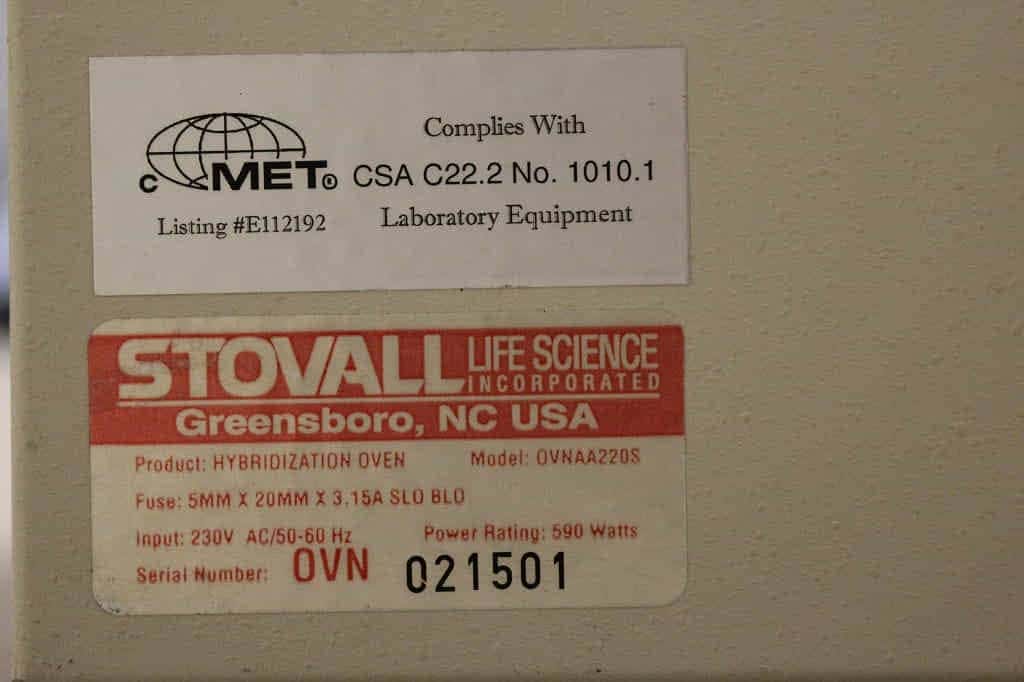 Complies With
c MET®
CSA C22.2 No. 1010.1
Listing #E112192
Laboratory Equipment
STOVALL LIFE SCIENCE
INCORPORATED
Greensboro, NC USA
Product: HYBRIDIZATION OVEN Model: OVNAA220S
Fuse: 5MM X 20MM X 3.15A SLO BLO
Input: 230V AC/50-60 Hz Power Rating: 590 Watts
Serial Number: OVN 021501